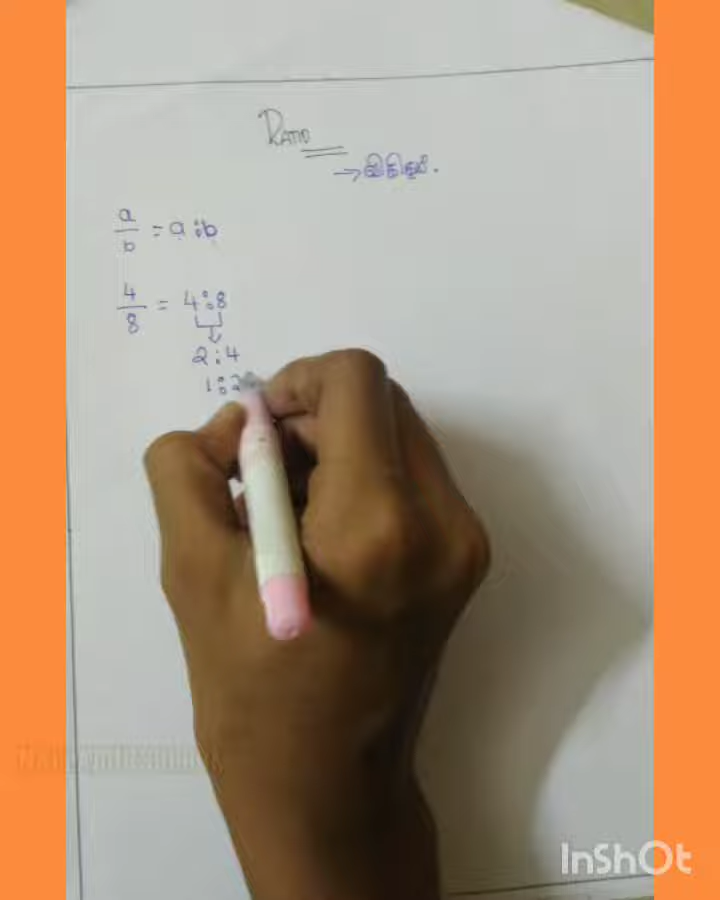 RATIO
a/b = a:b
4/8 = 4:8
2:4
1:2
InShOt